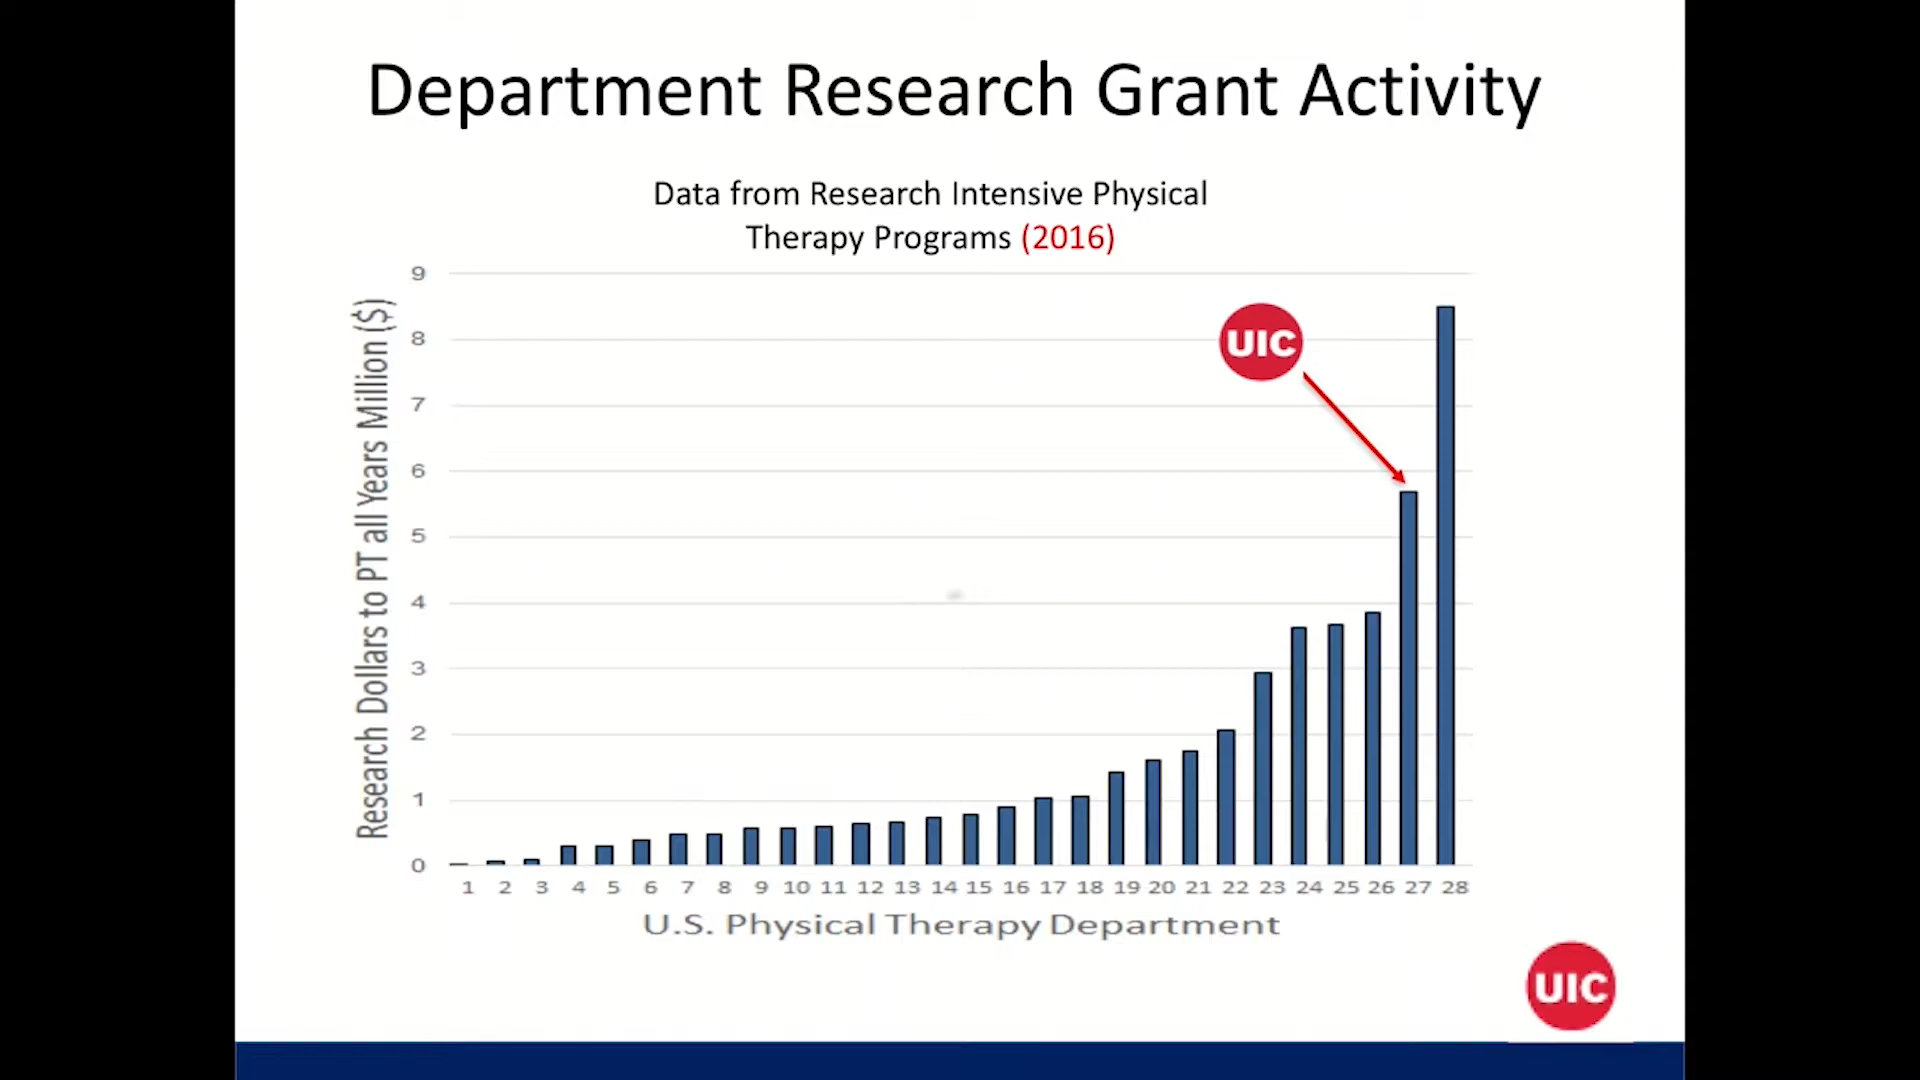 Department Research Grant Activity
Data from Research Intensive Physical
Therapy Programs (2016)
Research Dollars to PT all Years Million ($)
9
8
7
6
5
4
3
2
1
0
UIC
1 2 3 4 5 6 7 8 9 10 11 12 13 14 15 16 17 18 19 20 21 22 23 24 25 26 27 28
U.S. Physical Therapy Department
UIC